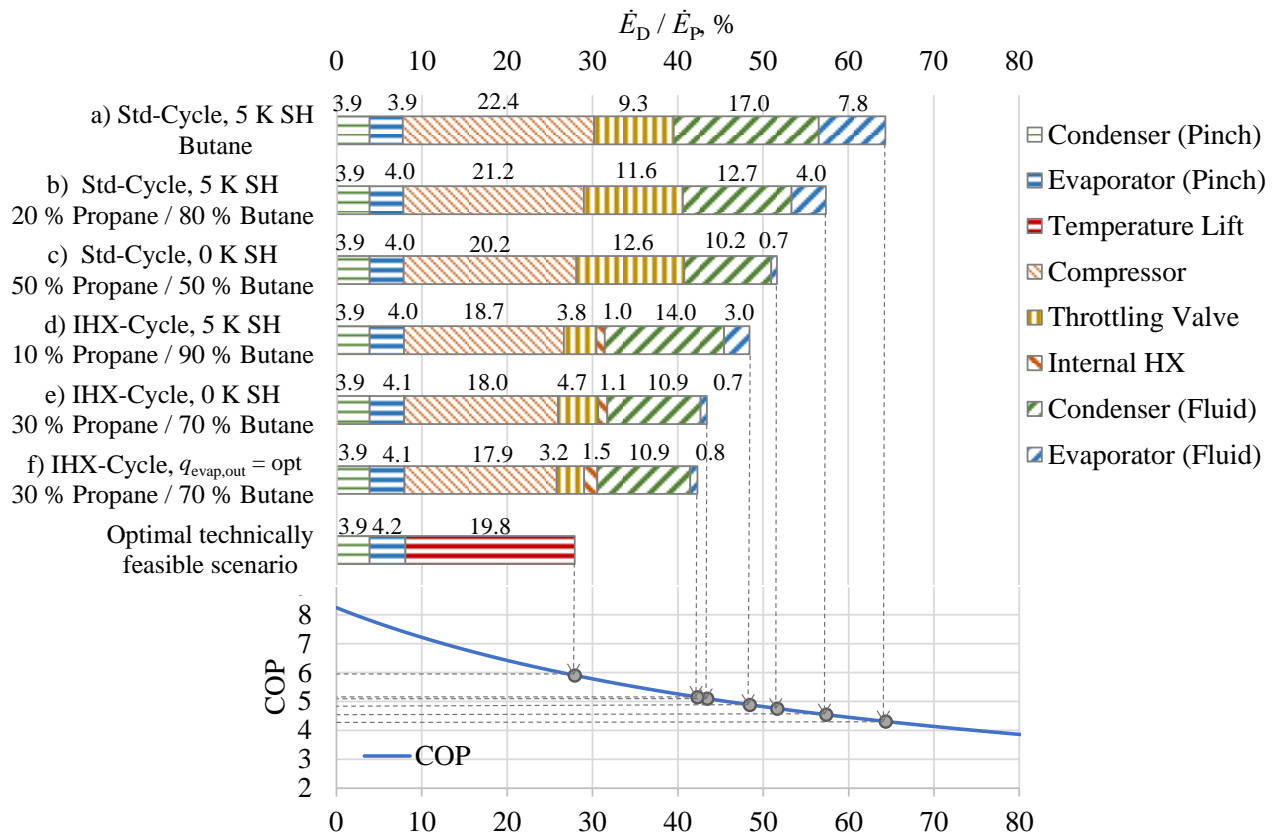 Ė_D / Ė_P, %
0 10 20 30 40 50 60 70 80
a) Std-Cycle, 5 K SH
Butane
3.9 3.9 22.4 9.3 17.0 7.8
b) Std-Cycle, 5 K SH
20 % Propane / 80 % Butane
3.9 4.0 21.2 11.6 12.7 4.0
c) Std-Cycle, 0 K SH
50 % Propane / 50 % Butane
3.9 4.0 20.2 12.6 10.2 0.7
d) IHX-Cycle, 5 K SH
10 % Propane / 90 % Butane
3.9 4.0 18.7 3.8 1.0 14.0 3.0
e) IHX-Cycle, 0 K SH
30 % Propane / 70 % Butane
3.9 4.1 18.0 4.7 1.1 10.9 0.7
f) IHX-Cycle, q_evap,out = opt
30 % Propane / 70 % Butane
3.9 4.1 17.9 3.2 1.5 10.9 0.8
Optimal technically
feasible scenario
3.9 4.2 19.8
Condenser (Pinch)
Evaporator (Pinch)
Temperature Lift
Compressor
Throttling Valve
Internal HX
Condenser (Fluid)
Evaporator (Fluid)
COP
8
7
6
5
4
3
2
COP
0 10 20 30 40 50 60 70 80